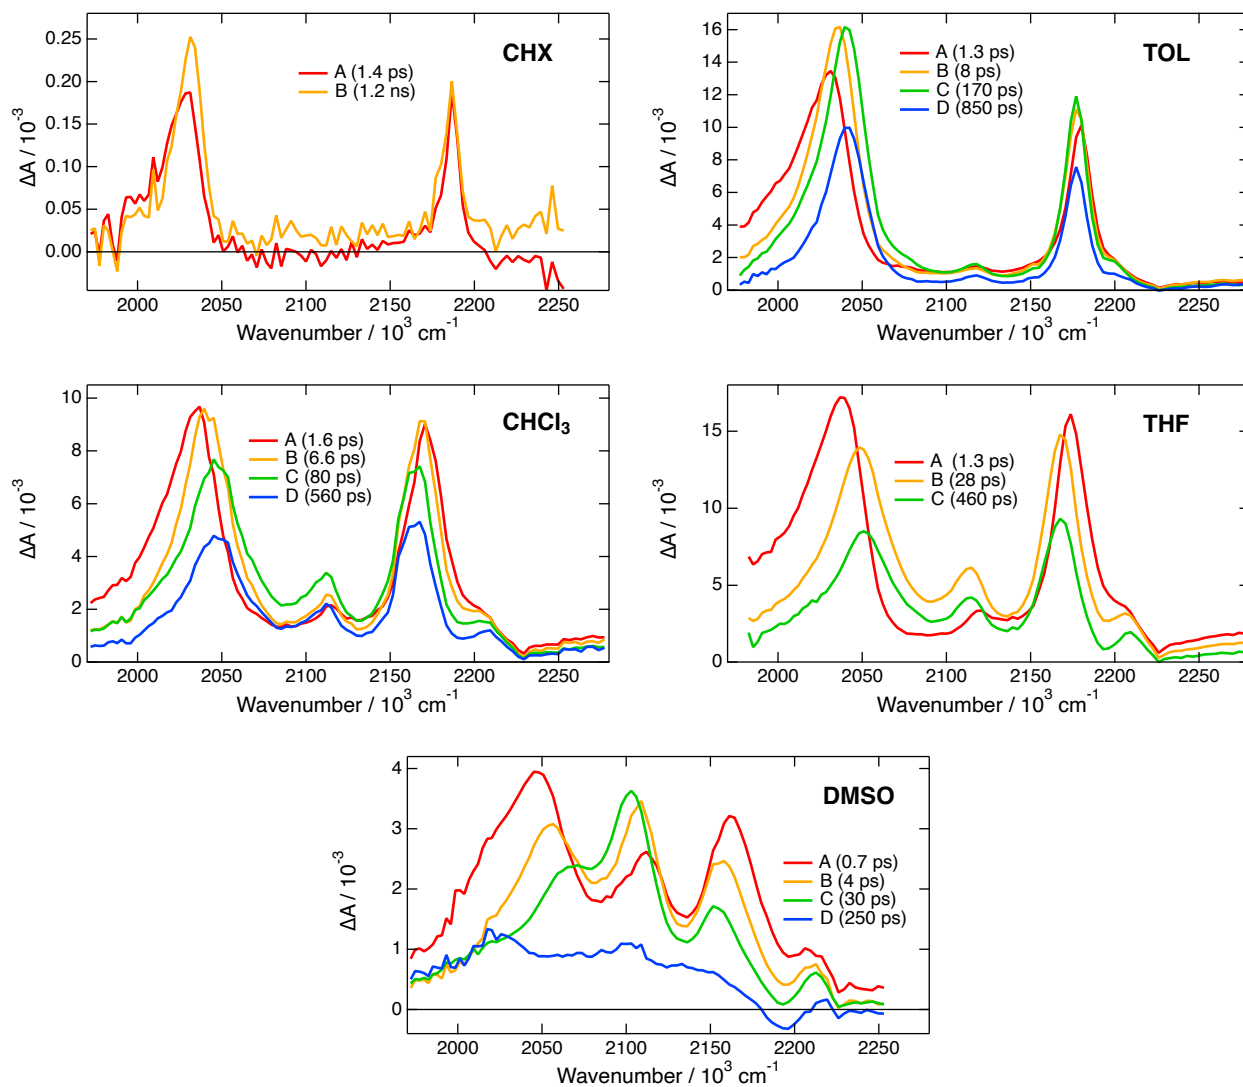 CHX
A (1.4 ps)
B (1.2 ns)
0.25
0.20
0.15
0.10
0.05
0.00
ΔA / 10⁻³
2000 2050 2100 2150 2200 2250
Wavenumber / 10³ cm⁻¹
TOL
A (1.3 ps)
B (8 ps)
C (170 ps)
D (850 ps)
16
14
12
10
8
6
4
2
0
ΔA / 10⁻³
2000 2050 2100 2150 2200 2250
Wavenumber / 10³ cm⁻¹
CHCl₃
A (1.6 ps)
B (6.6 ps)
C (80 ps)
D (560 ps)
10
8
6
4
2
0
ΔA / 10⁻³
2000 2050 2100 2150 2200 2250
Wavenumber / 10³ cm⁻¹
THF
A (1.3 ps)
B (28 ps)
C (460 ps)
15
10
5
0
ΔA / 10⁻³
2000 2050 2100 2150 2200 2250
Wavenumber / 10³ cm⁻¹
DMSO
A (0.7 ps)
B (4 ps)
C (30 ps)
D (250 ps)
4
3
2
1
0
ΔA / 10⁻³
2000 2050 2100 2150 2200 2250
Wavenumber / 10³ cm⁻¹